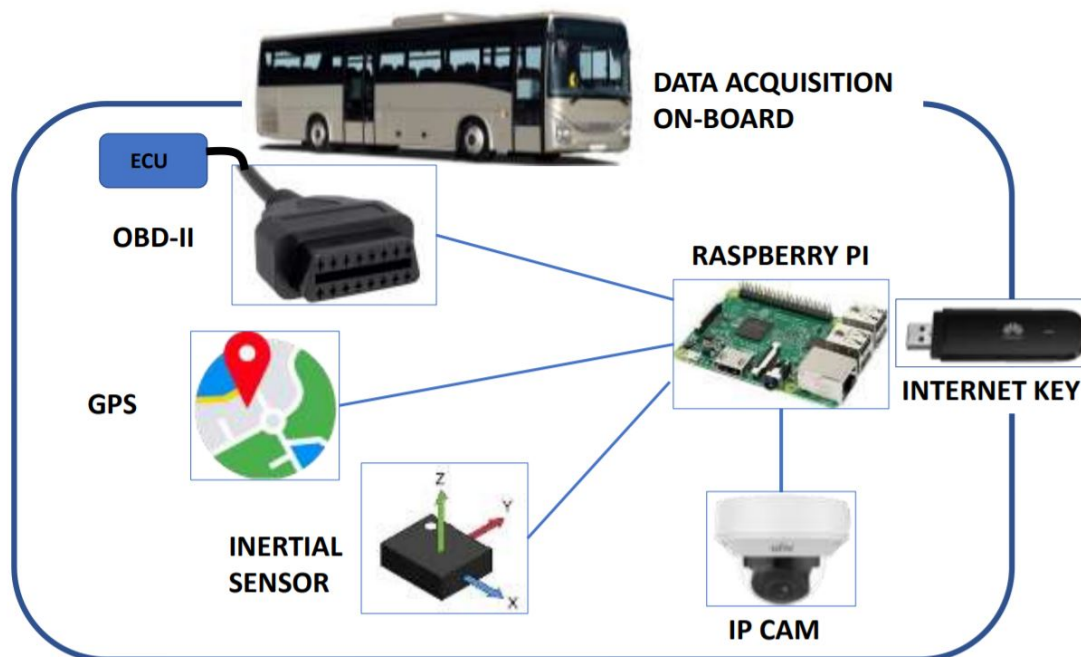 DATA ACQUISITION
ON-BOARD
ECU
OBD-II
RASPBERRY PI
GPS
INTERNET KEY
Z
Y
X
INERTIAL
SENSOR
IP CAM